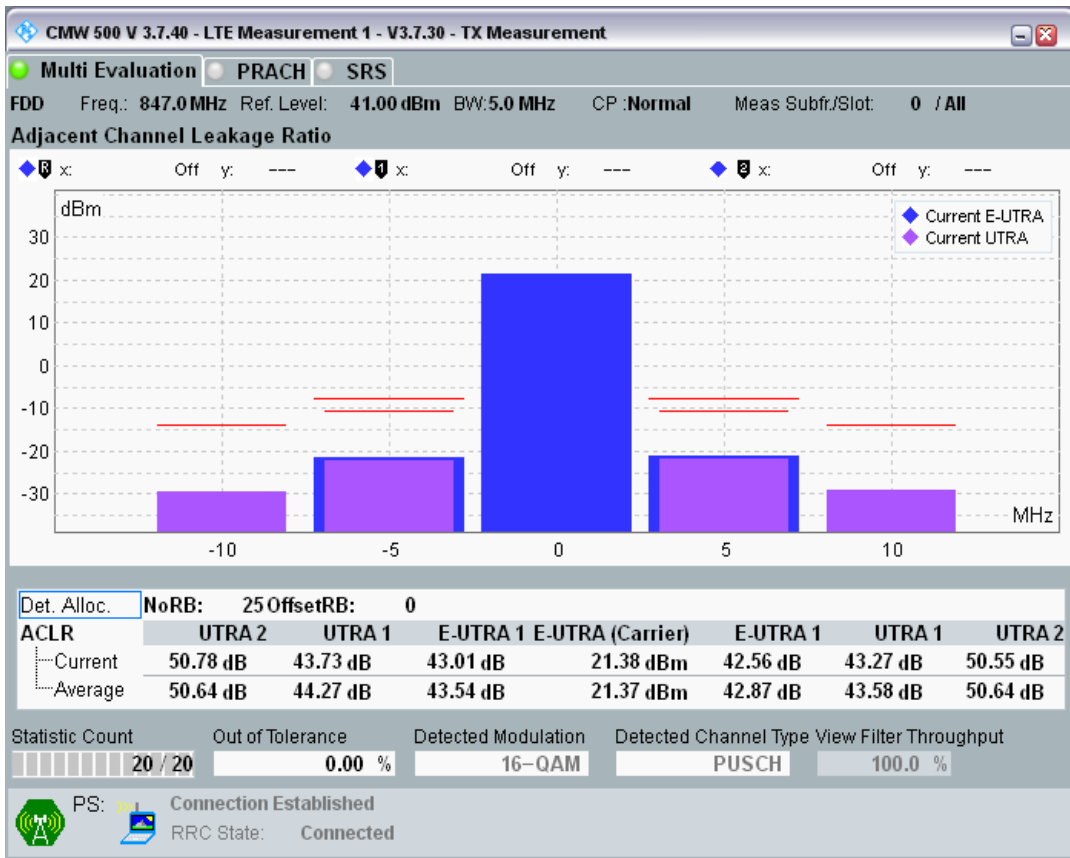 CMW 500 V 3.7.40 - LTE Measurement 1 - V3.7.30 - TX Measurement
Multi Evaluation PRACH SRS
FDD Freq.: 847.0 MHz Ref. Level: 41.00 dBm BW:5.0 MHz CP :Normal Meas Subfr./Slot: 0 / All
Adjacent Channel Leakage Ratio
R x: Off y: --- 1 x: Off y: --- 2 x: Off y: ---
dBm
Current E-UTRA
Current UTRA
30
20
10
0
-10
-20
-30
MHz
-10 -5 0 5 10
Det. Alloc. NoRB: 25 OffsetRB: 0
ACLR UTRA 2 UTRA 1 E-UTRA 1 E-UTRA (Carrier) E-UTRA 1 UTRA 1 UTRA 2
Current 50.78 dB 43.73 dB 43.01 dB 21.38 dBm 42.56 dB 43.27 dB 50.55 dB
Average 50.64 dB 44.27 dB 43.54 dB 21.37 dBm 42.87 dB 43.58 dB 50.64 dB
Statistic Count Out of Tolerance Detected Modulation Detected Channel Type View Filter Throughput
20 / 20 0.00 % 16-QAM PUSCH 100.0 %
PS: Connection Established
RRC State: Connected